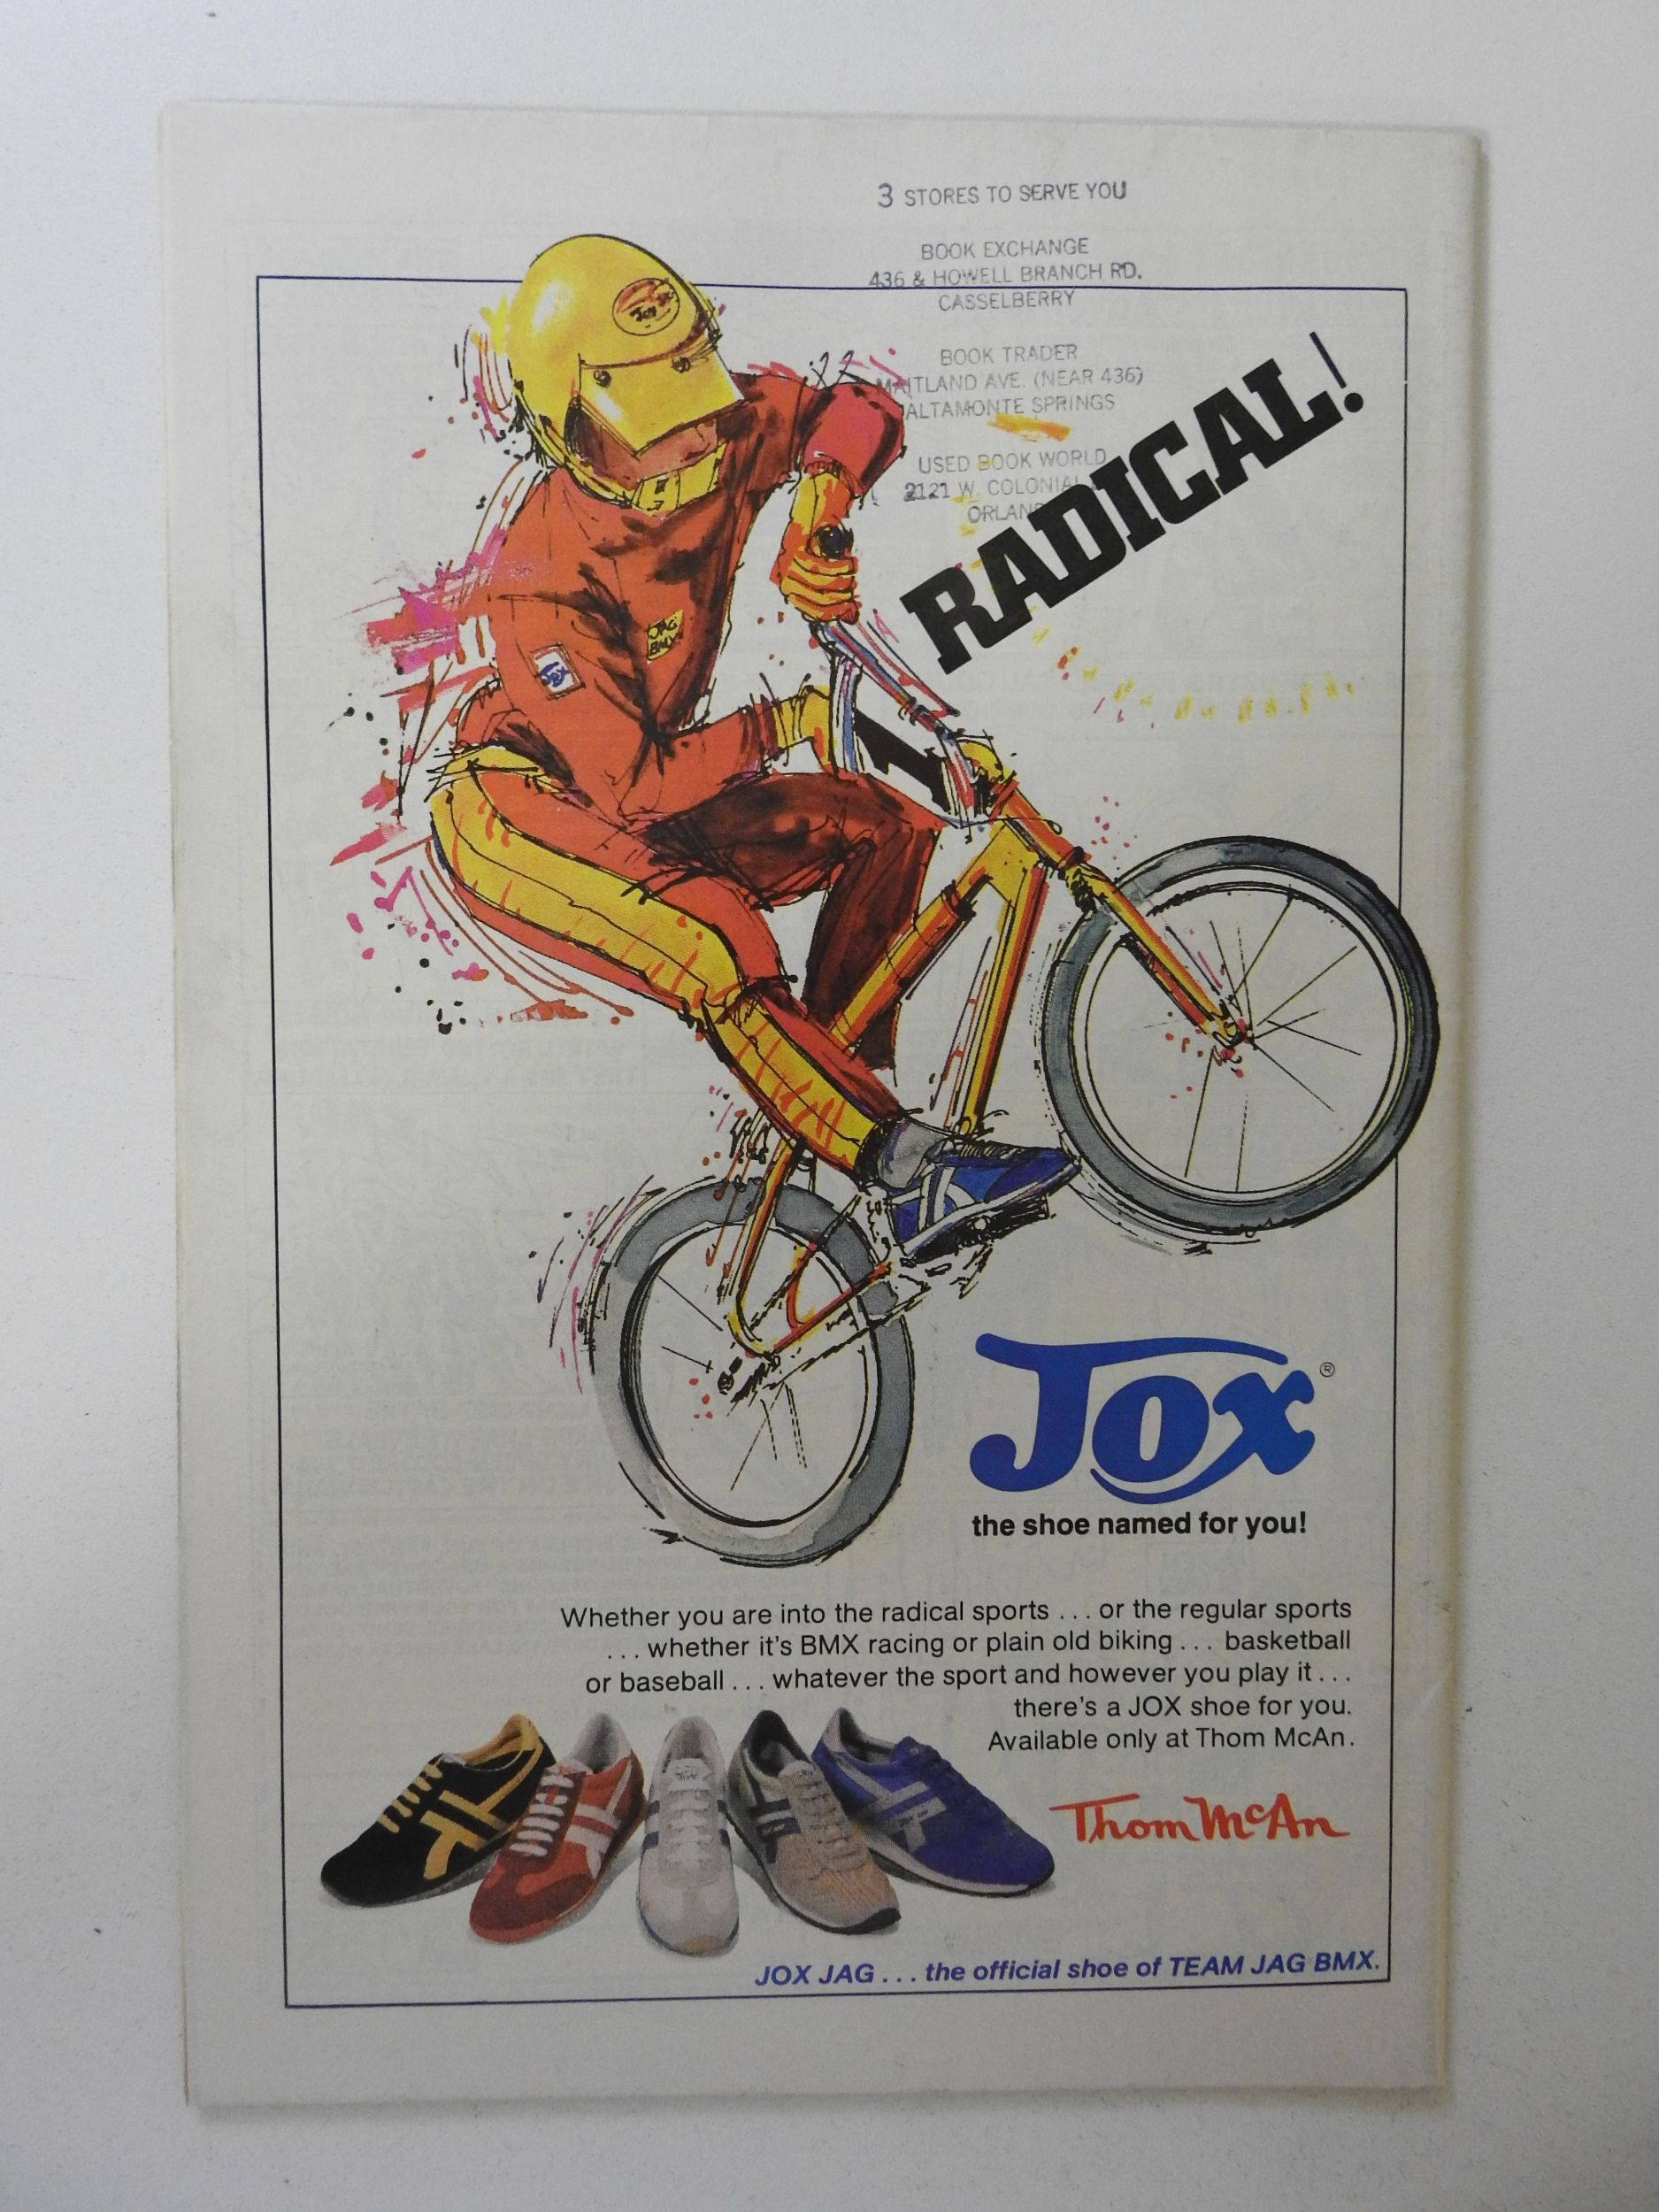 3 STORES TO SERVE YOU
BOOK EXCHANGE
436 & HOWELL BRANCH RD.
CASSELBERRY
BOOK TRADER
MAITLAND AVE. (NEAR 436)
ALTAMONTE SPRINGS
USED BOOK WORLD
2121 W. COLONIAL
ORLAN
RADICAL!
JAG
BMX
Jox
1
Jox®
the shoe named for you!
Whether you are into the radical sports . . . or the regular sports
. . . whether it's BMX racing or plain old biking . . . basketball
or baseball . . . whatever the sport and however you play it . . .
there's a JOX shoe for you.
Available only at Thom McAn.
Thom McAn
JOX JAG . . . the official shoe of TEAM JAG BMX.